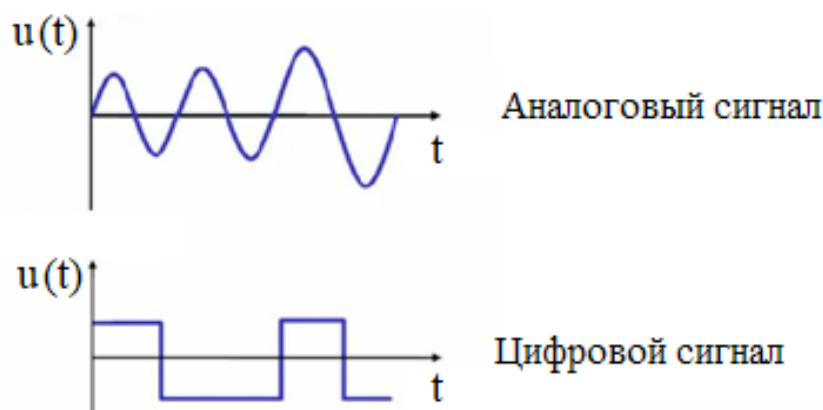 u(t)
Аналоговый сигнал
t
u(t)
Цифровой сигнал
t